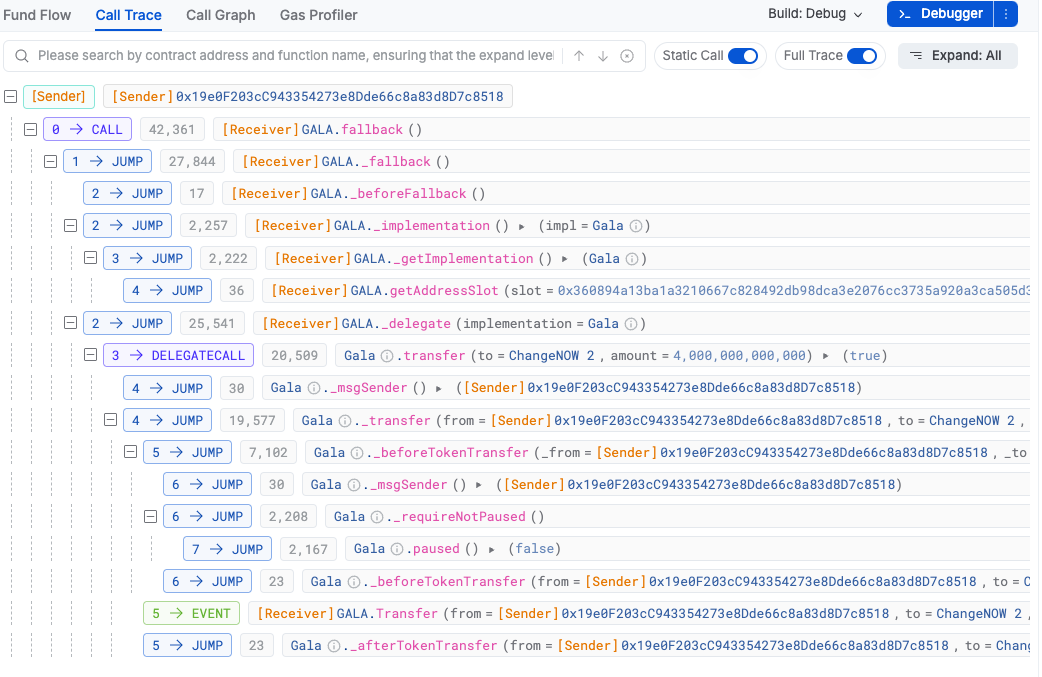 Fund Flow Call Trace Call Graph Gas Profiler Build: Debug >_ Debugger
Please search by contract address and function name, ensuring that the expand level Static Call Full Trace Expand: All
[Sender] [Sender]0x19e0F203cC943354273e8Dde66c8a83d8D7c8518
0 → CALL 42,361 [Receiver]GALA.fallback ()
1 → JUMP 27,844 [Receiver]GALA._fallback ()
2 → JUMP 17 [Receiver]GALA._beforeFallback ()
2 → JUMP 2,257 [Receiver]GALA._implementation () ▸ (impl = Gala)
3 → JUMP 2,222 [Receiver]GALA._getImplementation () ▸ (Gala)
4 → JUMP 36 [Receiver]GALA.getAddressSlot (slot = 0x360894a13ba1a3210667c828492db98dca3e2076cc3735a920a3ca505d3
2 → JUMP 25,541 [Receiver]GALA._delegate (implementation = Gala)
3 → DELEGATECALL 20,509 Gala.transfer (to = ChangeNOW 2, amount = 4,000,000,000,000) ▸ (true)
4 → JUMP 30 Gala._msgSender () ▸ ([Sender]0x19e0F203cC943354273e8Dde66c8a83d8D7c8518)
4 → JUMP 19,577 Gala._transfer (from = [Sender]0x19e0F203cC943354273e8Dde66c8a83d8D7c8518, to = ChangeNOW 2,
5 → JUMP 7,102 Gala._beforeTokenTransfer (_from = [Sender]0x19e0F203cC943354273e8Dde66c8a83d8D7c8518, _to
6 → JUMP 30 Gala._msgSender () ▸ ([Sender]0x19e0F203cC943354273e8Dde66c8a83d8D7c8518)
6 → JUMP 2,208 Gala._requireNotPaused ()
7 → JUMP 2,167 Gala.paused () ▸ (false)
6 → JUMP 23 Gala._beforeTokenTransfer (from = [Sender]0x19e0F203cC943354273e8Dde66c8a83d8D7c8518, to = C
5 → EVENT [Receiver]GALA.Transfer (from = [Sender]0x19e0F203cC943354273e8Dde66c8a83d8D7c8518, to = ChangeNOW 2,
5 → JUMP 23 Gala._afterTokenTransfer (from = [Sender]0x19e0F203cC943354273e8Dde66c8a83d8D7c8518, to = Chang